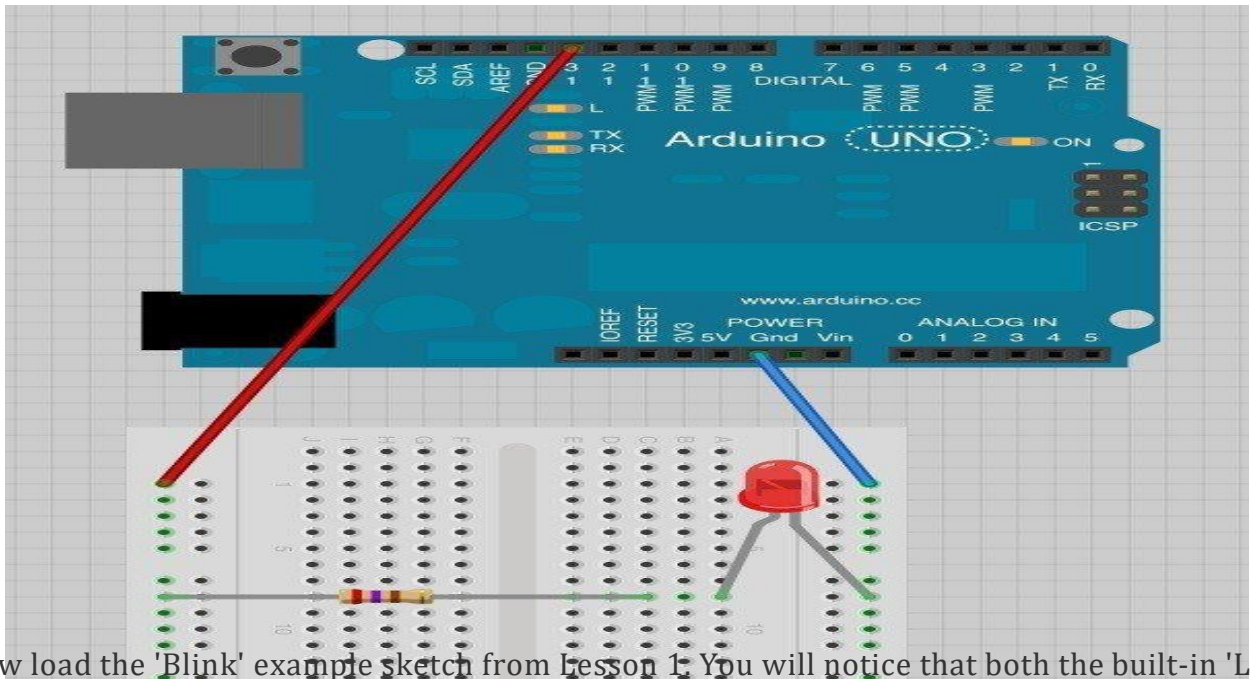 SCL SDA AREF GND 13 12 PWM 11 PWM 10 PWM 9 8 7 PWM 6 PWM 5 4 PWM 3 2 TX 1 RX 0
DIGITAL
L
TX
RX
Arduino UNO ON
1
ICSP
www.arduino.cc
POWER ANALOG IN
IOREF RESET 3V3 5V Gnd Vin 0 1 2 3 4 5
J I H G F E D C B A
1
5 5
10 10
w load the 'Blink' example sketch from Lesson 1. You will notice that both the built-in 'L